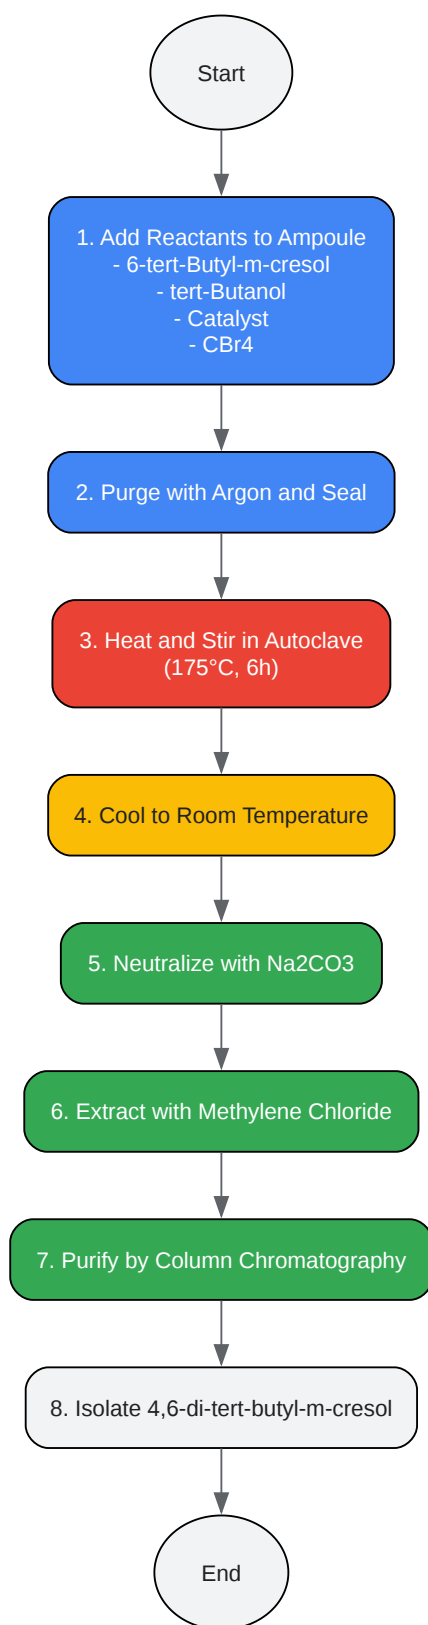 Start
1. Add Reactants to Ampoule
- 6-tert-Butyl-m-cresol
- tert-Butanol
- Catalyst
- CBr4
2. Purge with Argon and Seal
3. Heat and Stir in Autoclave
(175°C, 6h)
4. Cool to Room Temperature
5. Neutralize with Na2CO3
6. Extract with Methylene Chloride
7. Purify by Column Chromatography
8. Isolate 4,6-di-tert-butyl-m-cresol
End